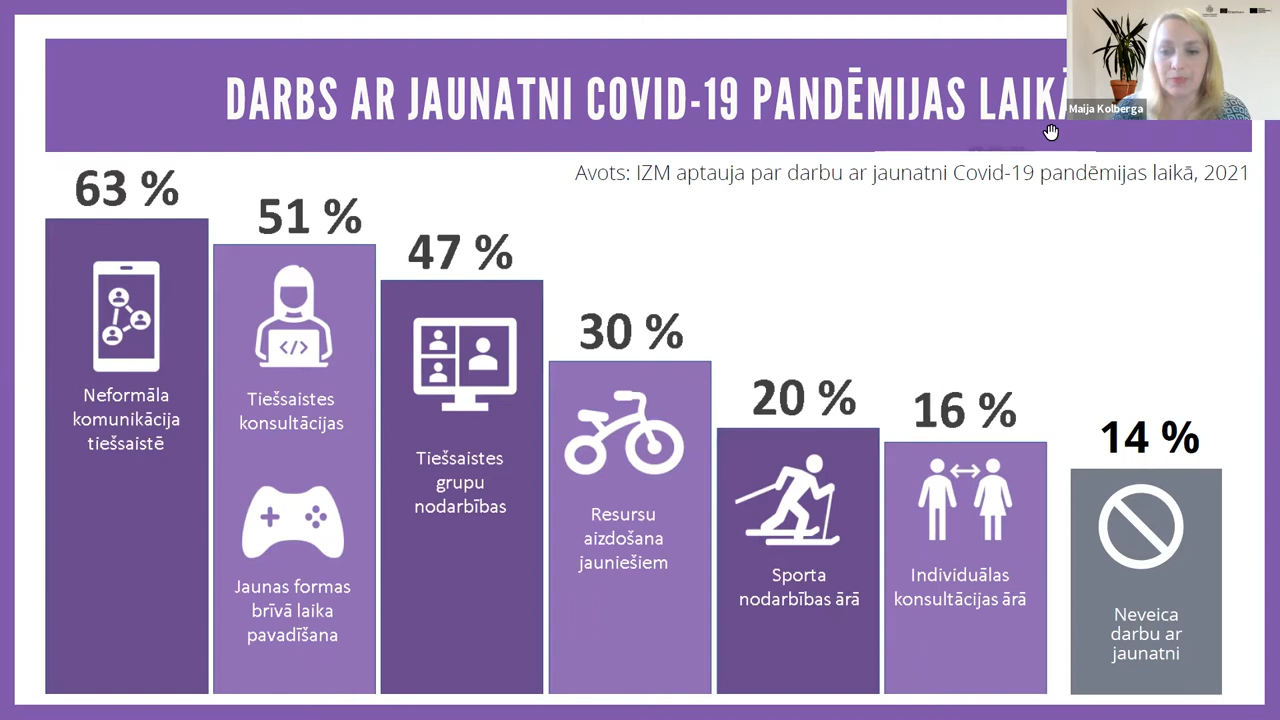 DARBS AR JAUNATNI COVID-19 PANDĒMIJAS LAIKĀ
Maija Kolberga
Avots: IZM aptauja par darbu ar jaunatni Covid-19 pandēmijas laikā, 2021
63 %
Neformāla
komunikācija
tiešsaistē
51 %
Tiešsaistes
konsultācijas
Jaunas formas
brīvā laika
pavadīšana
47 %
Tiešsaistes
grupu
nodarbības
30 %
Resursu
aizdošana
jauniešiem
20 %
Sporta
nodarbības ārā
16 %
Individuālas
konsultācijas ārā
14 %
Neveica
darbu ar
jaunatni